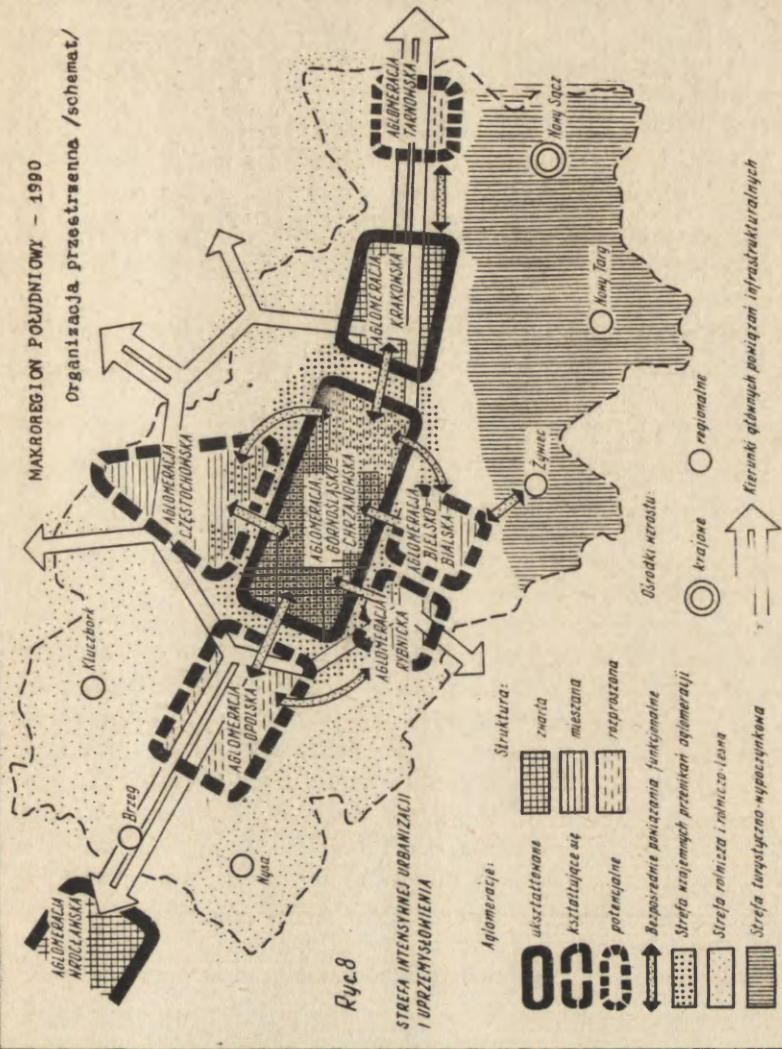 MAKROREGION POŁUDNIOWY - 1990
Organizacja przestrzenna /schemat/
AGLOMERACJA
WROCŁAWSKA
Brzeg
Kluczbork
Nysa
AGLOMERACJA
OPOLSKA
AGLOMERACJA
CZĘSTOCHOWSKA
AGLOMERACJA
GÓRNOŚLĄSKO-
CHRZANOWSKA
AGLOMERACJA
RYBNICKA
AGLOMERACJA
BIELSKO-
BIALSKA
AGLOMERACJA
KRAKOWSKA
AGLOMERACJA
TARNOWSKA
Żywiec
Nowy Targ
Nowy Sącz
Ryc.8
STREFA INTENSYWNEJ URBANIZACJI
I UPRZEMYSŁOWIENIA
Aglomeracje:
ukształtowane
kształtujące się
potencjalne
Bezpośrednie powiązania funkcjonalne
Strefa wzajemnych przenikań aglomeracji
Strefa rolnicza i rolniczo-leśna
Strefa turystyczno-wypoczynkowa
Struktura:
zwarta
mieszana
rozproszona
Ośrodki wzrostu:
krajowe
regionalne
Kierunki głównych powiązań infrastrukturalnych